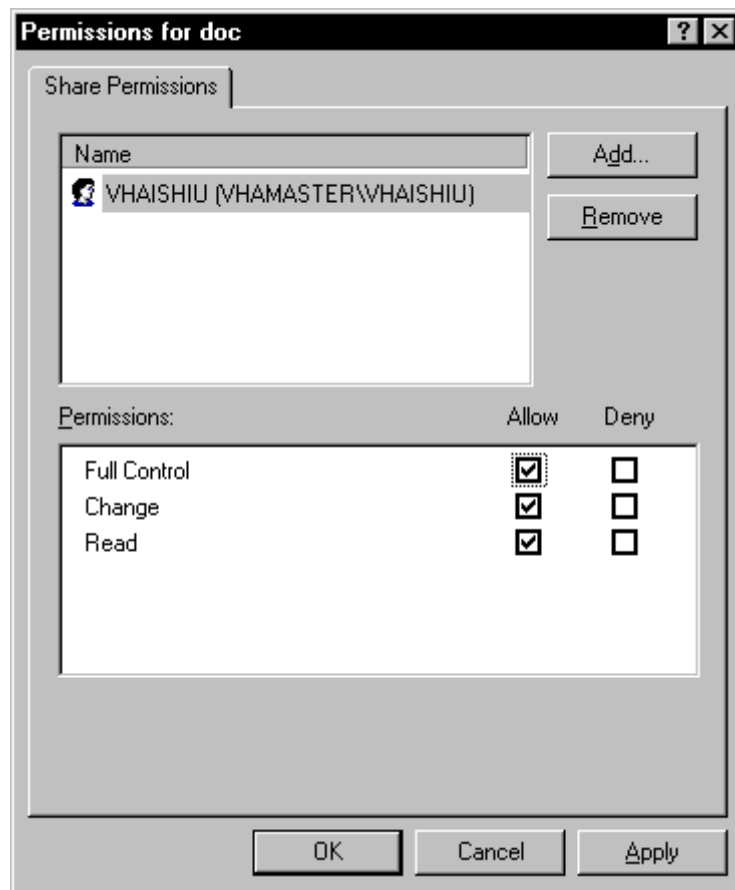 Permissions for doc
Share Permissions
Name
Add...
VHAISHIU (VHAMASTER\VHAISHIU)
Remove
Permissions: Allow Deny
Full Control
Change
Read
OK Cancel Apply